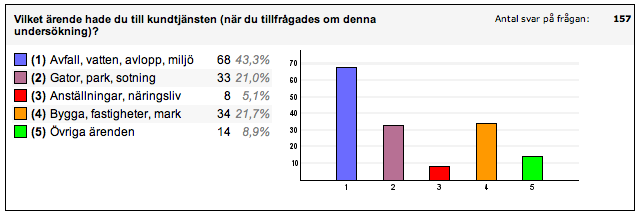 Vilket ärende hade du till kundtjänsten (när du tillfrågades om denna undersökning)?
Antal svar på frågan: 157
(1) Avfall, vatten, avlopp, miljö 68 43,3%
(2) Gator, park, sotning 33 21,0%
(3) Anställningar, näringsliv 8 5,1%
(4) Bygga, fastigheter, mark 34 21,7%
(5) Övriga ärenden 14 8,9%
70
60
50
40
30
20
10
1 2 3 4 5